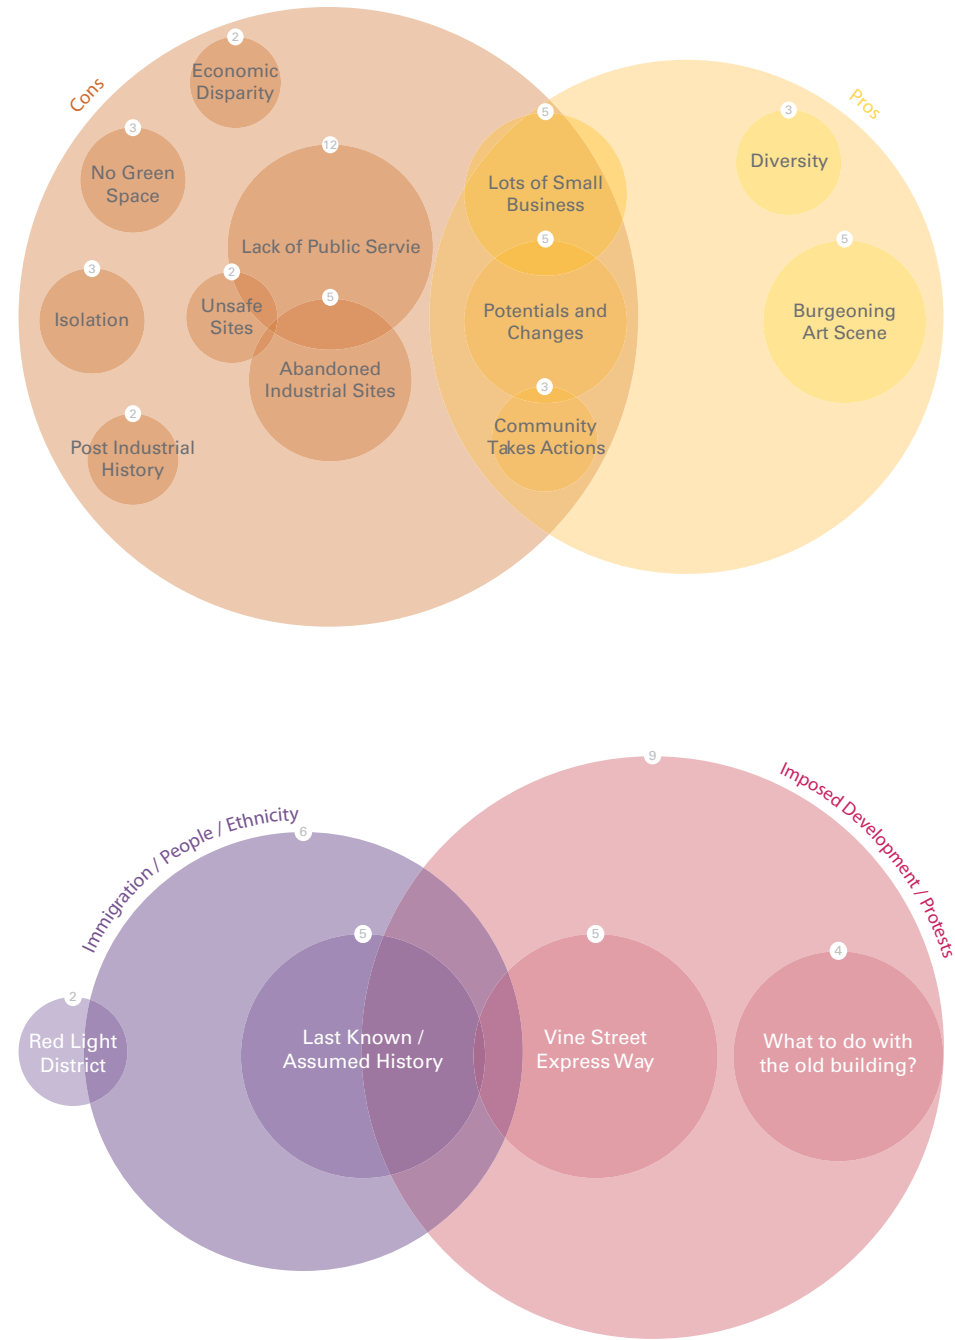 Cons
2
Economic
Disparity
3
No Green
Space
12
Lack of Public Servie
3
Isolation
2
Unsafe
Sites
5
Abandoned
Industrial Sites
2
Post Industrial
History
5
Lots of Small
Business
5
Potentials and
Changes
3
Community
Takes Actions
Pros
3
Diversity
5
Burgeoning
Art Scene
Immigration / People / Ethnicity
6
2
Red Light
District
5
Last Known /
Assumed History
Imposed Development / Protests
9
5
Vine Street
Express Way
4
What to do with
the old building?